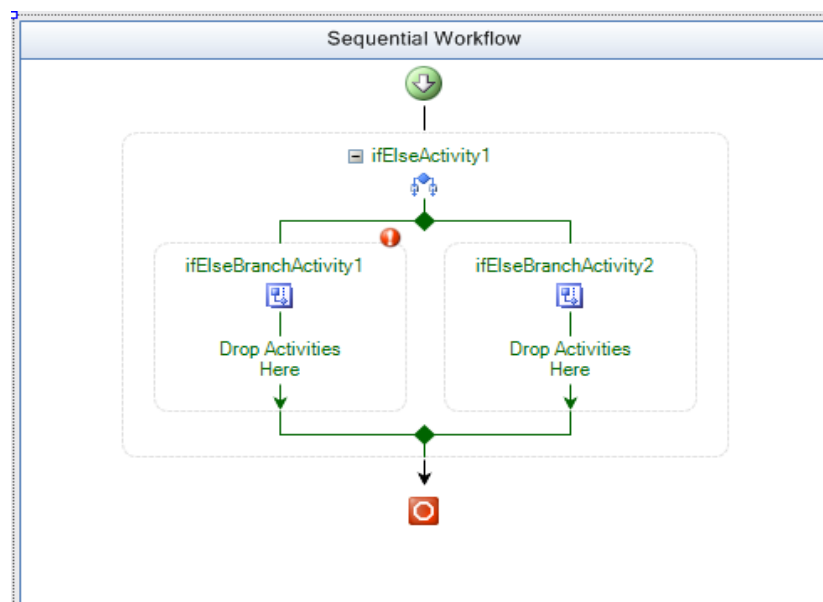 Sequential Workflow
ifElseActivity1
ifElseBranchActivity1
ifElseBranchActivity2
Drop Activities
Here
Drop Activities
Here